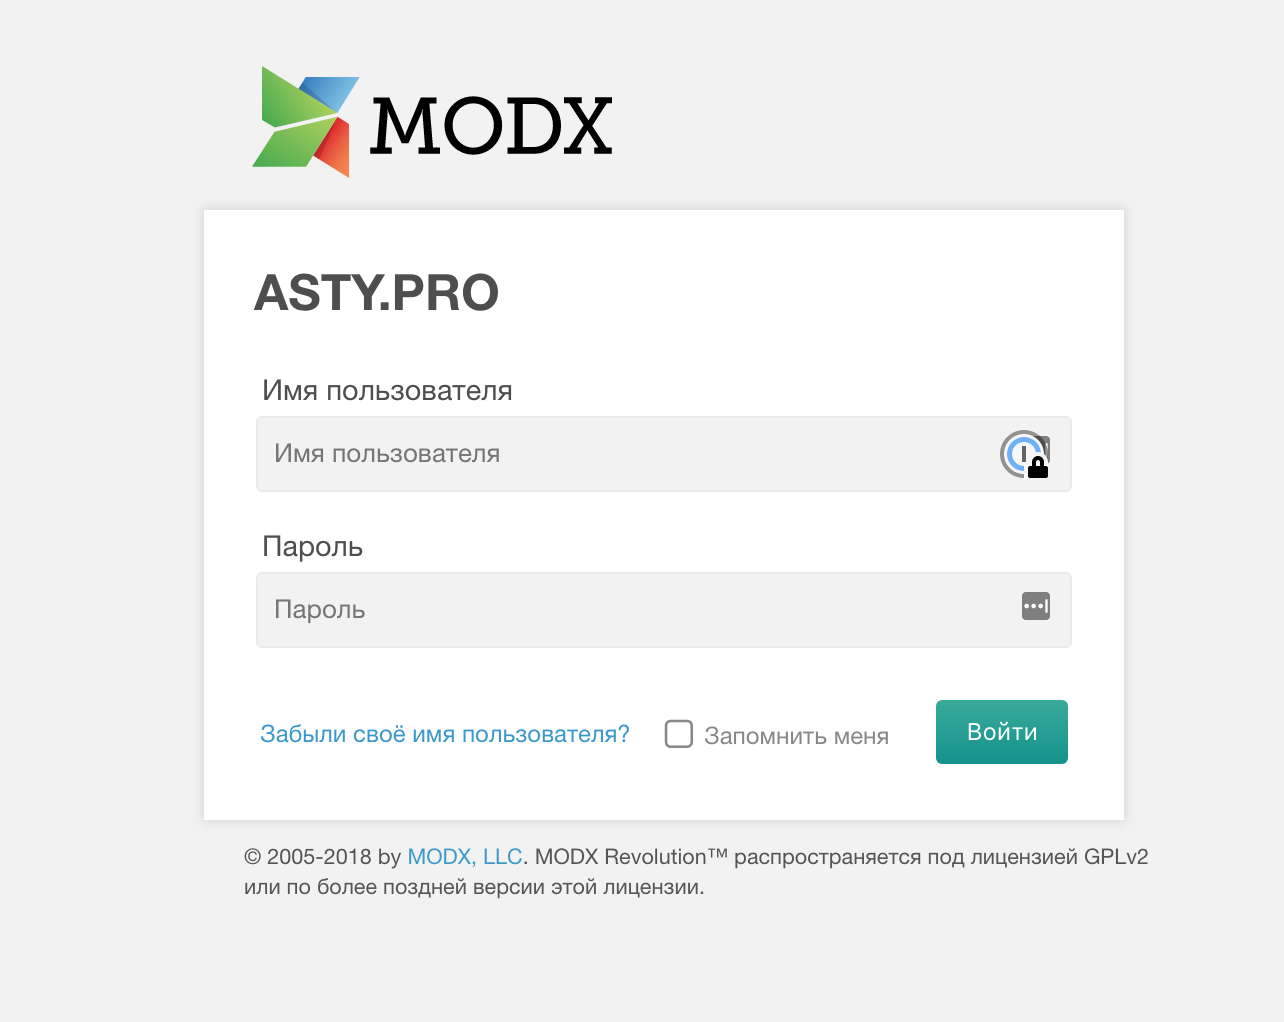 MODX
ASTY.PRO
Имя пользователя
Имя пользователя
Пароль
Пароль
Забыли своё имя пользователя? Запомнить меня Войти
© 2005-2018 by MODX, LLC. MODX Revolution™ распространяется под лицензией GPLv2
или по более поздней версии этой лицензии.